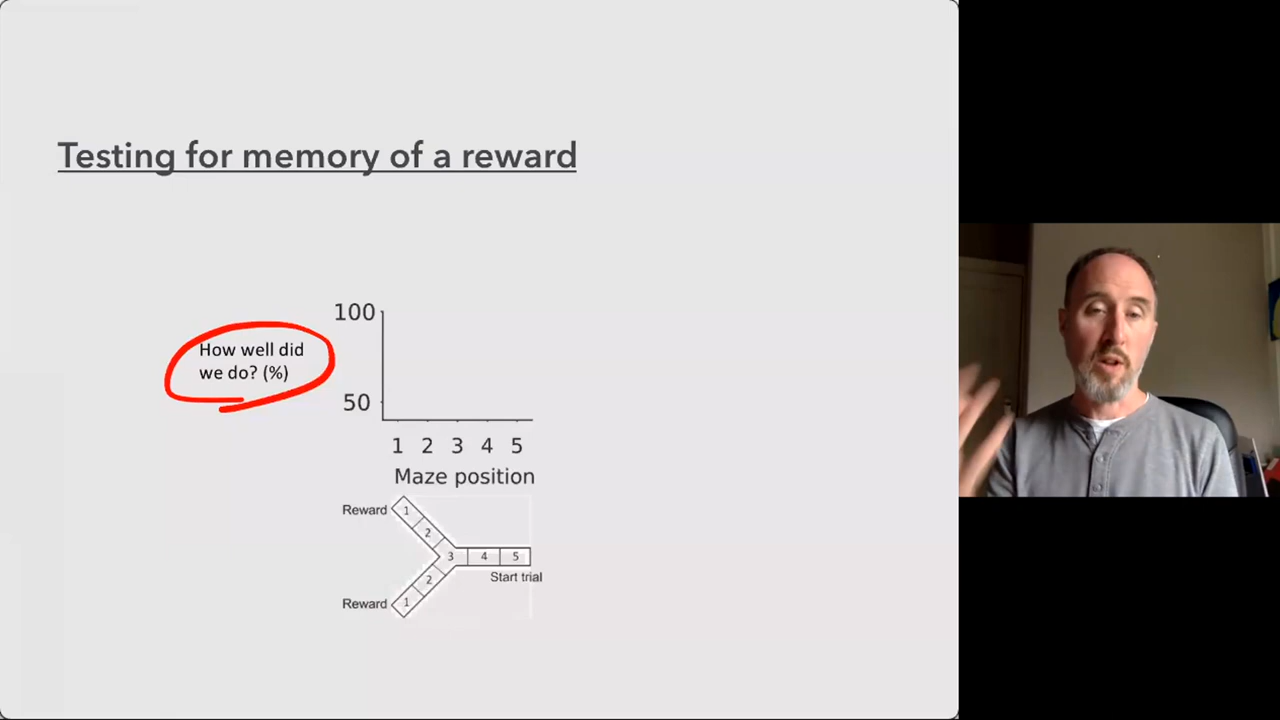 Testing for memory of a reward
100
How well did
we do? (%)
50
1 2 3 4 5
Maze position
Reward
1
2
3 4 5
Start trial
2
Reward
1